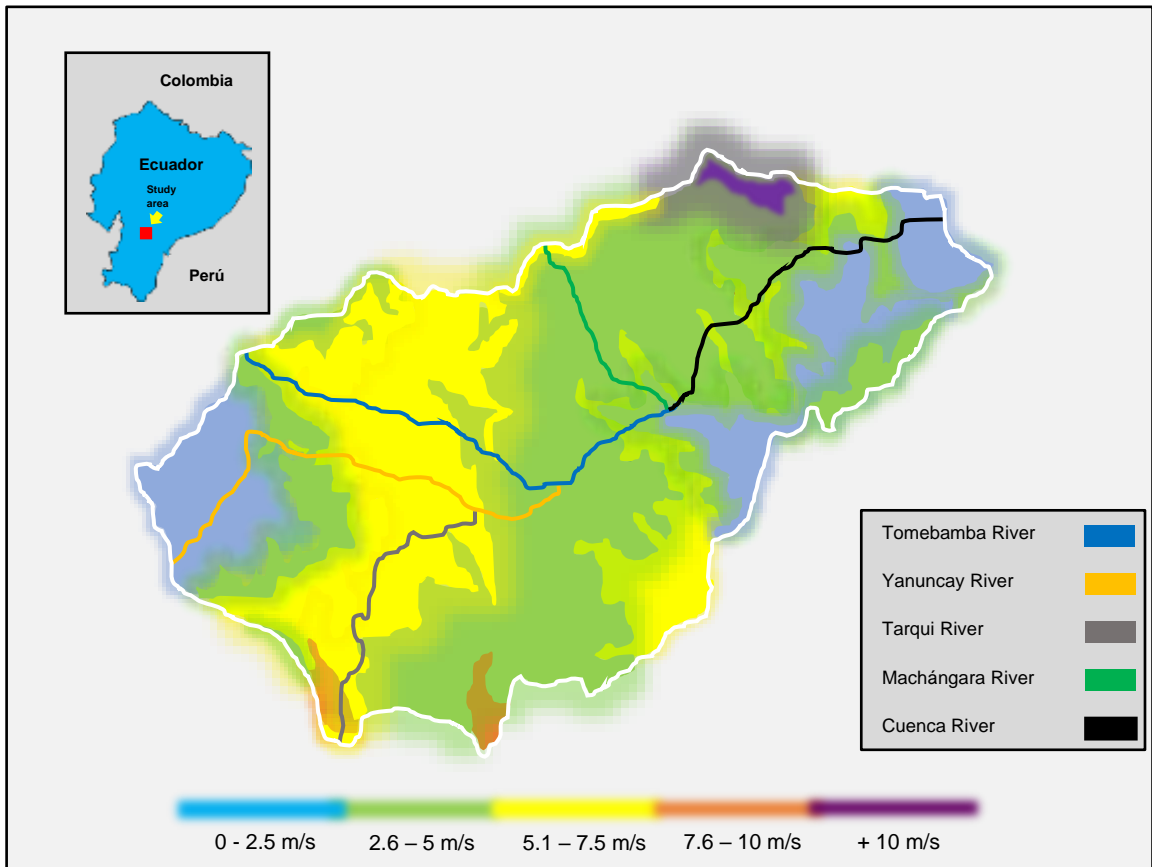 Colombia
Ecuador
Study
area
Perú
Tomebamba River
Yanuncay River
Tarqui River
Machángara River
Cuenca River
0 - 2.5 m/s
2.6 – 5 m/s
5.1 – 7.5 m/s
7.6 – 10 m/s
+ 10 m/s